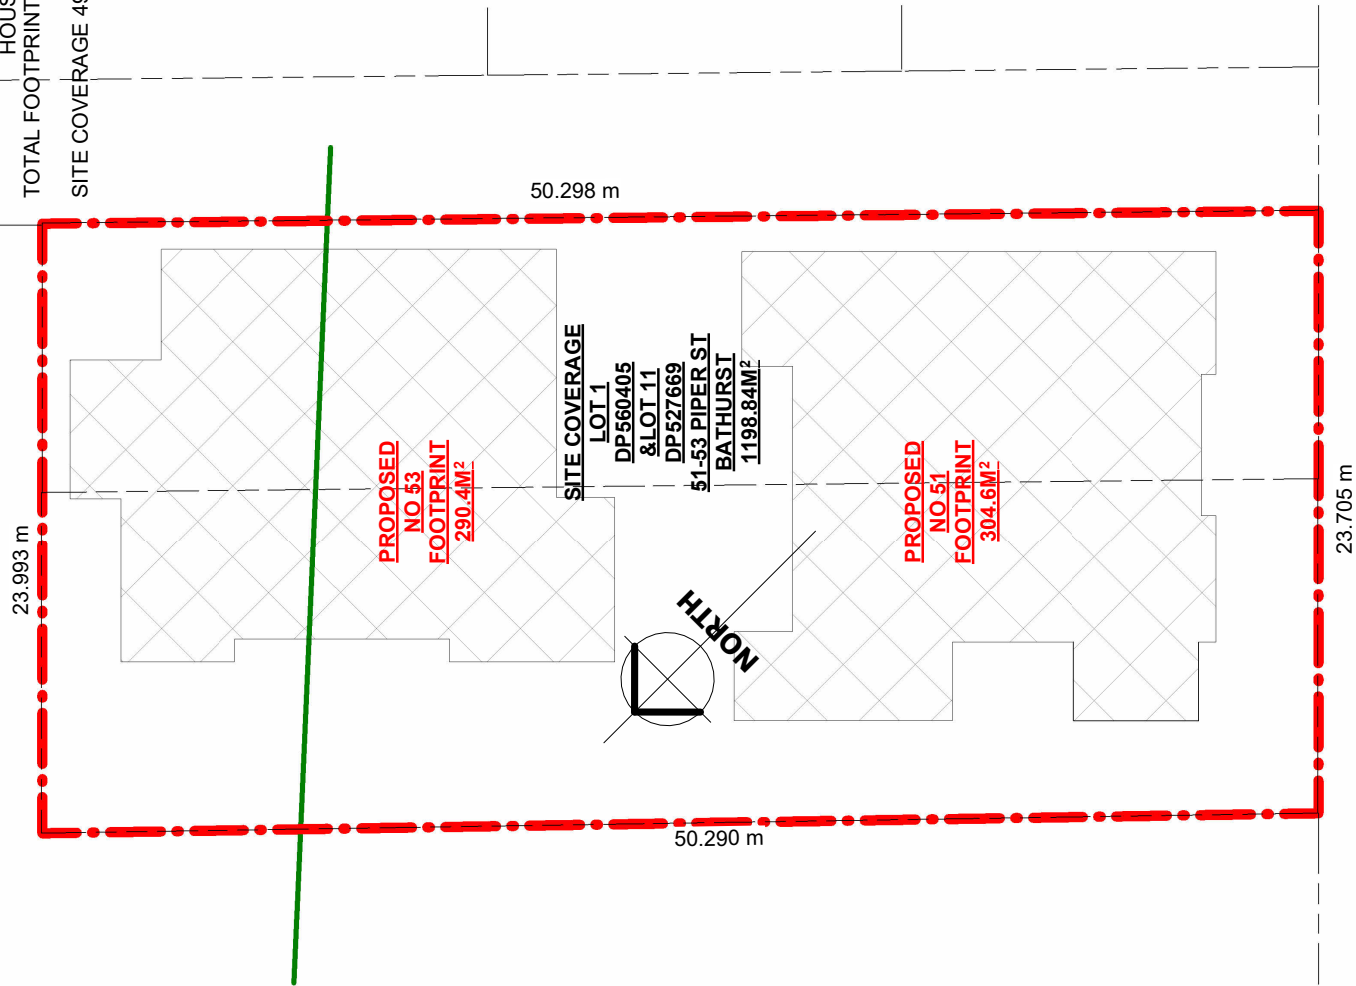 TOTAL FOOTPRINT
SITE COVERAGE
50.298 m
23.993 m
PROPOSED
NO 53
FOOTPRINT
290.4M²
SITE COVERAGE
LOT 1
DP560405
&LOT 11
DP527669
51-53 PIPER ST
BATHURST
1198.84M²
PROPOSED
NO 51
FOOTPRINT
304.6M²
23.705 m
NORTH
50.290 m